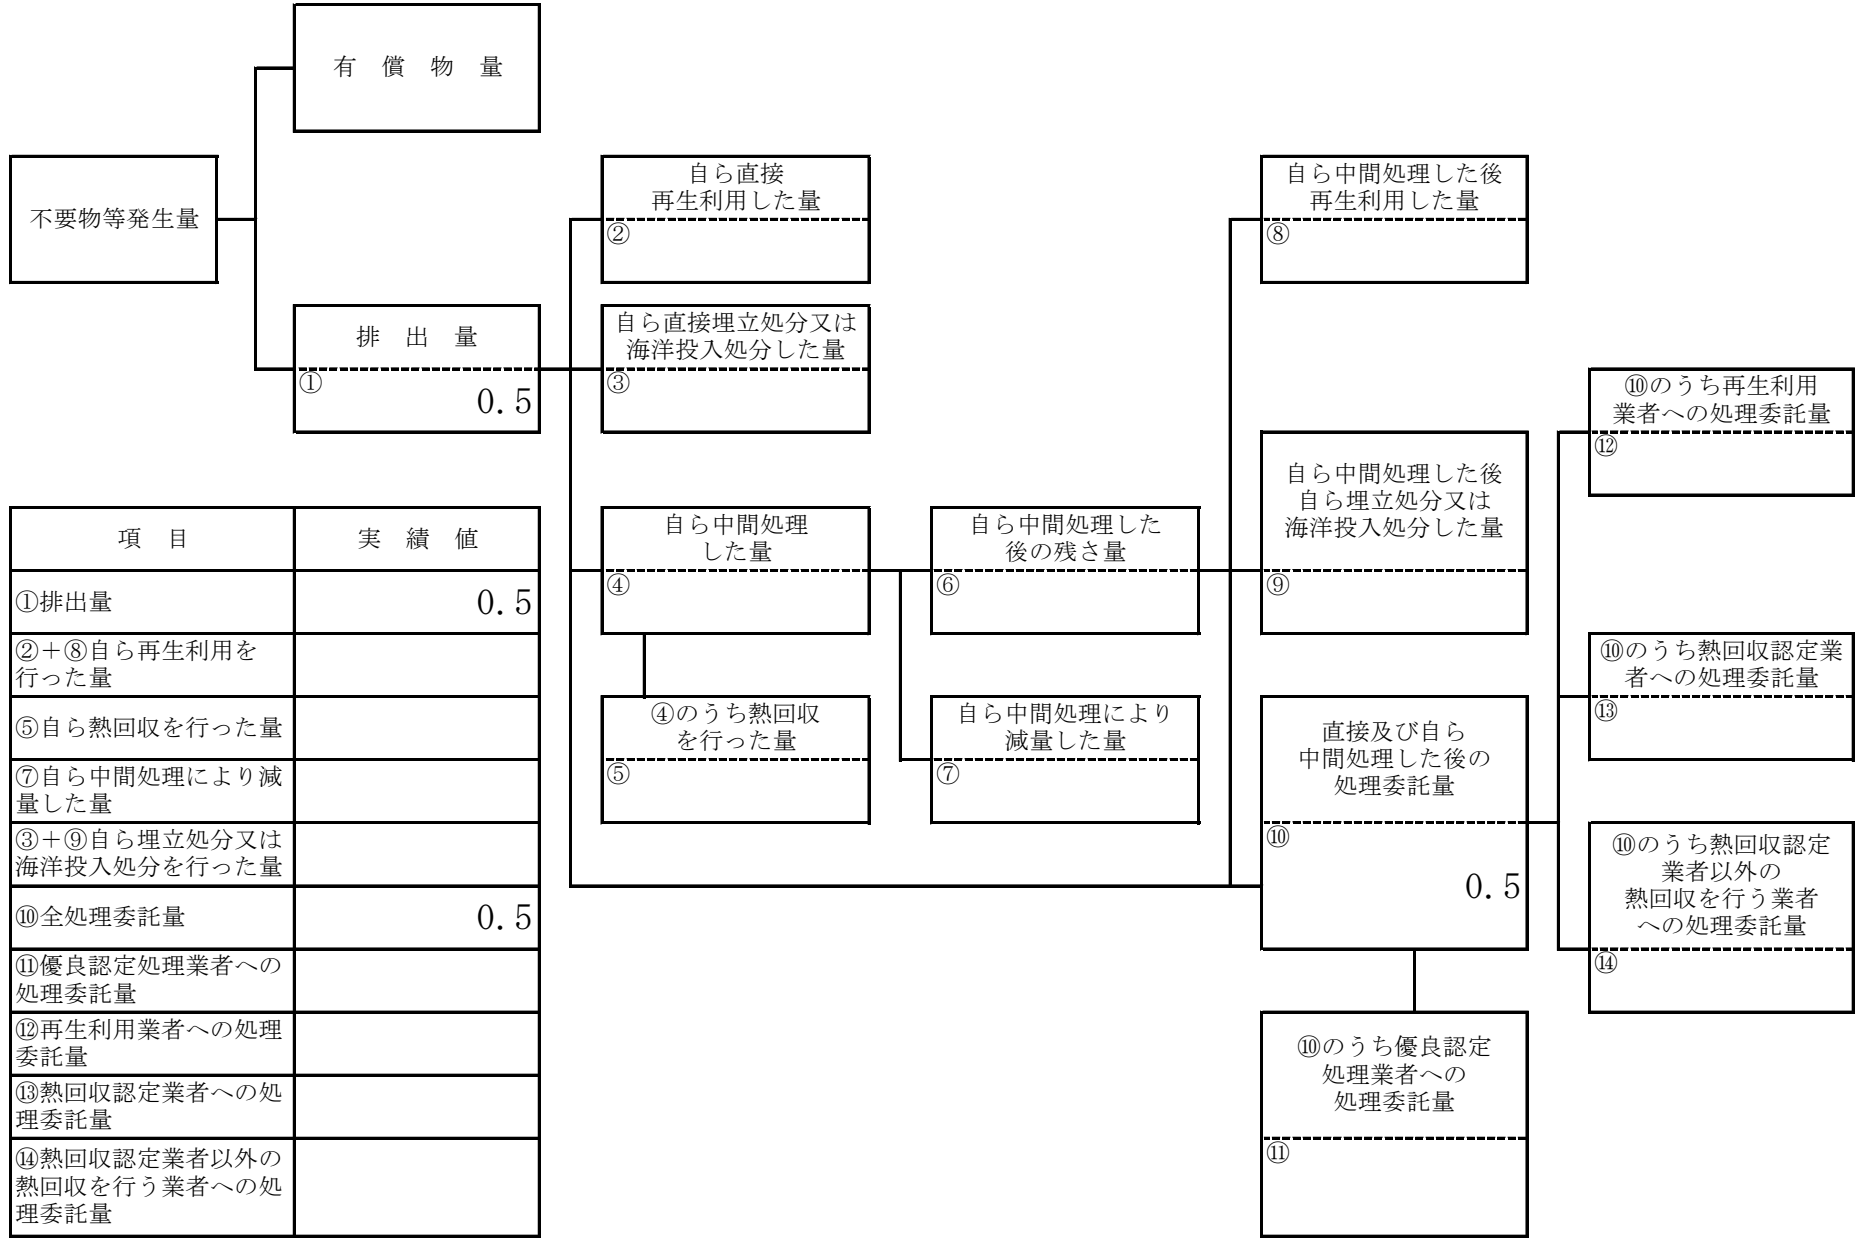 有 償 物 量
不要物等発生量
排 出 量
①
0.5
自ら直接
再生利用した量
②
自ら直接埋立処分又は
海洋投入処分した量
③
自ら中間処理
した量
④
④のうち熱回収
を行った量
⑤
自ら中間処理した
後の残さ量
⑥
自ら中間処理により
減量した量
⑦
自ら中間処理した後
再生利用した量
⑧
自ら中間処理した後
自ら埋立処分又は
海洋投入処分した量
⑨
直接及び自ら
中間処理した後の
処理委託量
⑩
0.5
⑩のうち優良認定
処理業者への
処理委託量
⑪
⑩のうち再生利用
業者への処理委託量
⑫
⑩のうち熱回収認定業
者への処理委託量
⑬
⑩のうち熱回収認定
業者以外の
熱回収を行う業者
への処理委託量
⑭
項 目 実 績 値
①排出量 0.5
②+⑧自ら再生利用を
行った量
⑤自ら熱回収を行った量
⑦自ら中間処理により減
量した量
③+⑨自ら埋立処分又は
海洋投入処分を行った量
⑩全処理委託量 0.5
⑪優良認定処理業者への
処理委託量
⑫再生利用業者への処理
委託量
⑬熱回収認定業者への処
理委託量
⑭熱回収認定業者以外の
熱回収を行う業者への処
理委託量